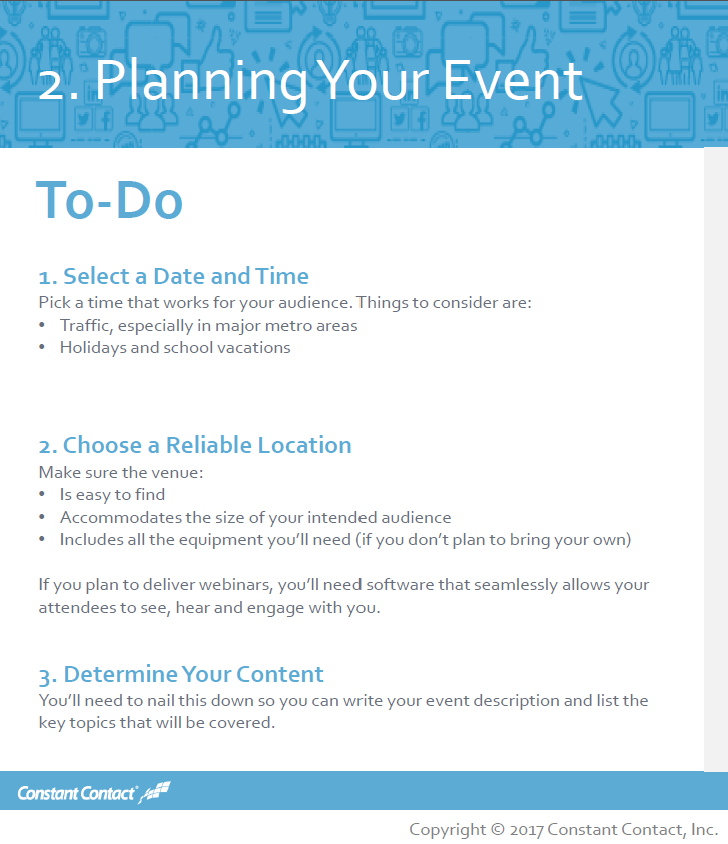 2. Planning Your Event
To-Do
1. Select a Date and Time
Pick a time that works for your audience. Things to consider are:
• Traffic, especially in major metro areas
• Holidays and school vacations
2. Choose a Reliable Location
Make sure the venue:
• Is easy to find
• Accommodates the size of your intended audience
• Includes all the equipment you'll need (if you don't plan to bring your own)
If you plan to deliver webinars, you'll need software that seamlessly allows your
attendees to see, hear and engage with you.
3. Determine Your Content
You'll need to nail this down so you can write your event description and list the
key topics that will be covered.
Constant Contact®
Copyright © 2017 Constant Contact, Inc.